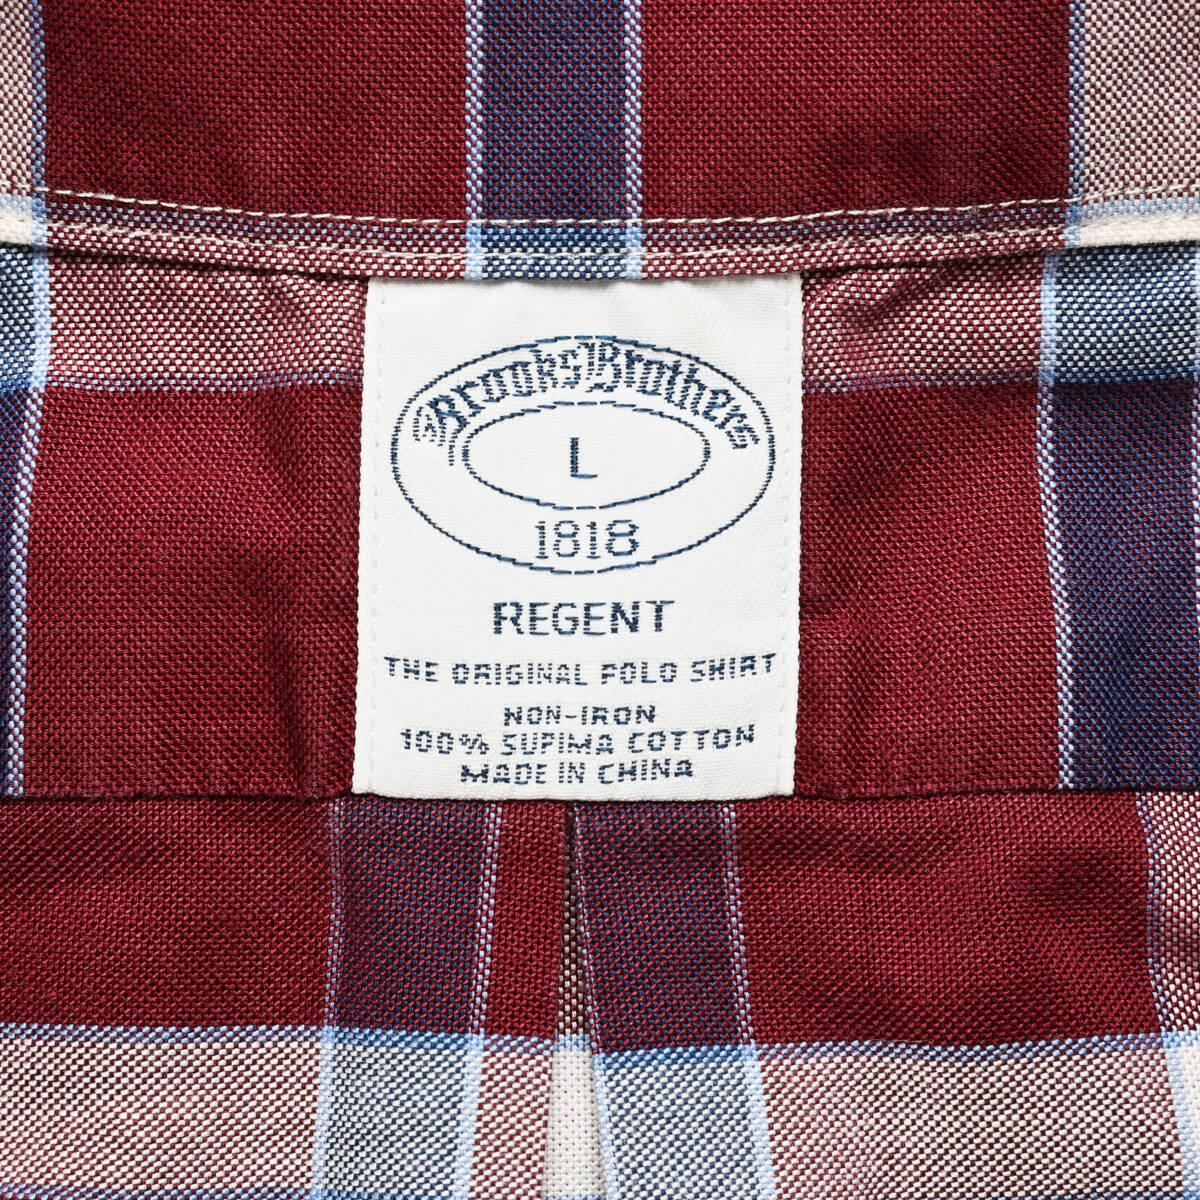 Brooks Brothers
L
1818
REGENT
THE ORIGINAL POLO SHIRT
NON-IRON
100% SUPIMA COTTON
MADE IN CHINA